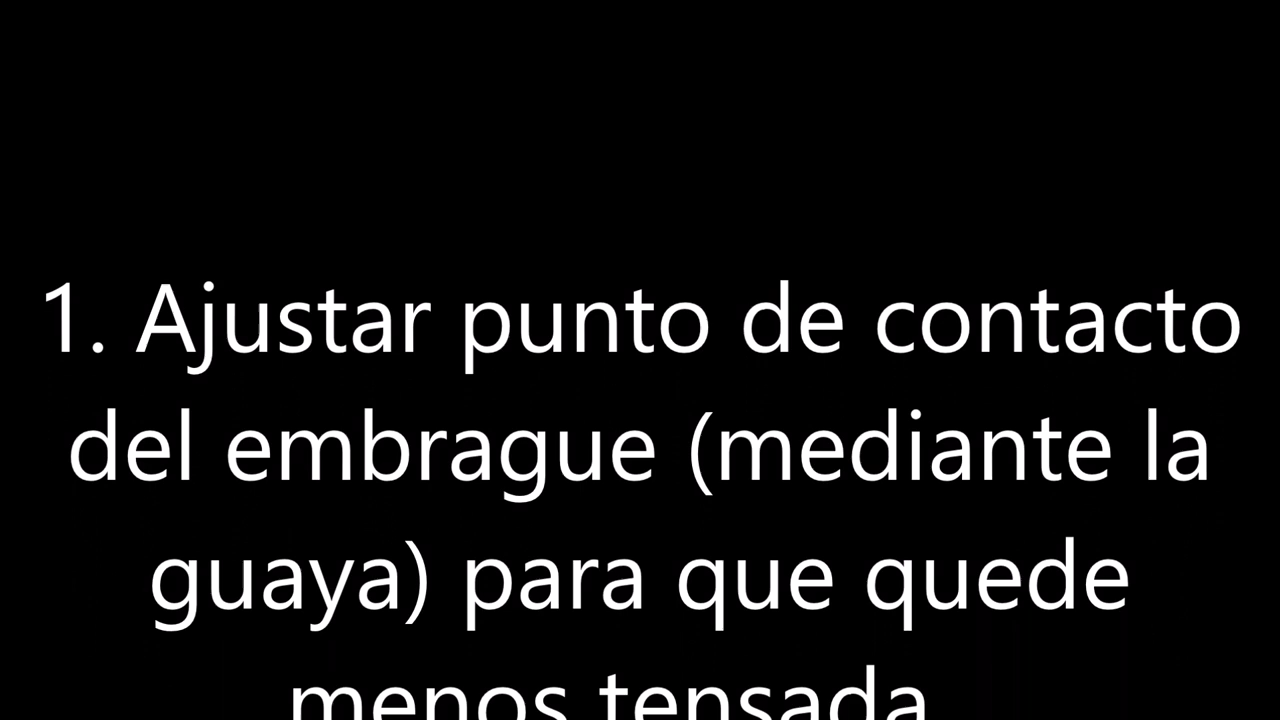 1. Ajustar punto de contacto
del embrague (mediante la
guaya) para que quede
menos tensada